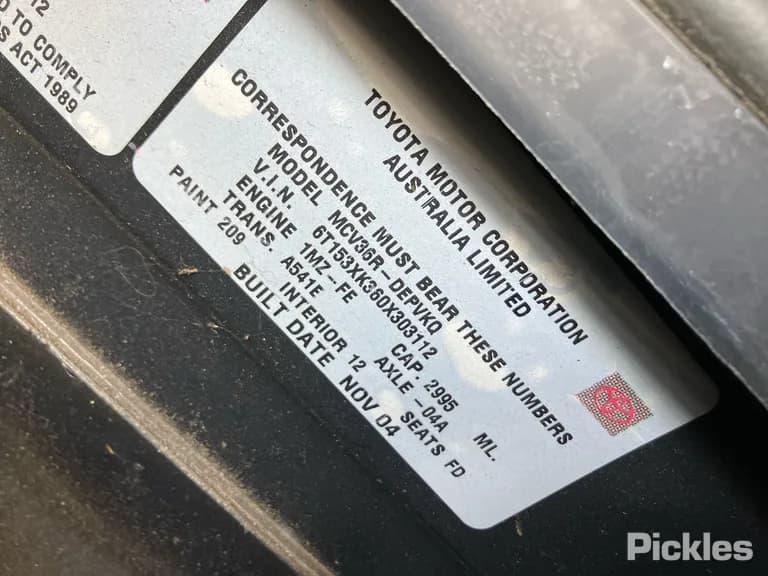 12
D TO COMPLY
DS ACT 1989
TOYOTA MOTOR CORPORATION
AUSTRALIA LIMITED
CORRESPONDENCE MUST BEAR THESE NUMBERS
MODEL MCV36R-DEPVKQ
V.I.N. 6T153XK360X303112
ENGINE 1MZ-FE CAP 2995 ML.
TRANS. A541E AXLE -04A
PAINT 209 INTERIOR 12 SEATS FD
BUILT DATE NOV 04
Pickles